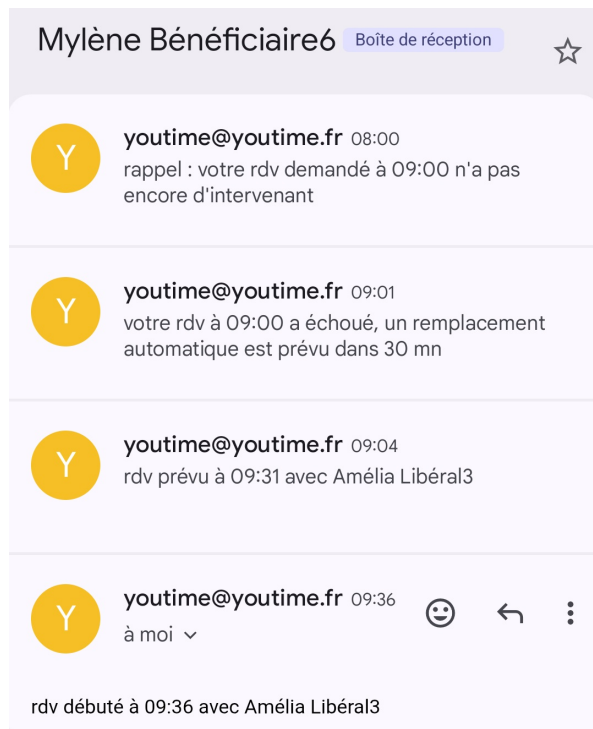 Mylène Bénéficiaire6 Boîte de réception
Y
youtime@youtime.fr 08:00
rappel : votre rdv demandé à 09:00 n'a pas
encore d'intervenant
Y
youtime@youtime.fr 09:01
votre rdv à 09:00 a échoué, un remplacement
automatique est prévu dans 30 mn
Y
youtime@youtime.fr 09:04
rdv prévu à 09:31 avec Amélia Libéral3
Y
youtime@youtime.fr 09:36
à moi
rdv débuté à 09:36 avec Amélia Libéral3